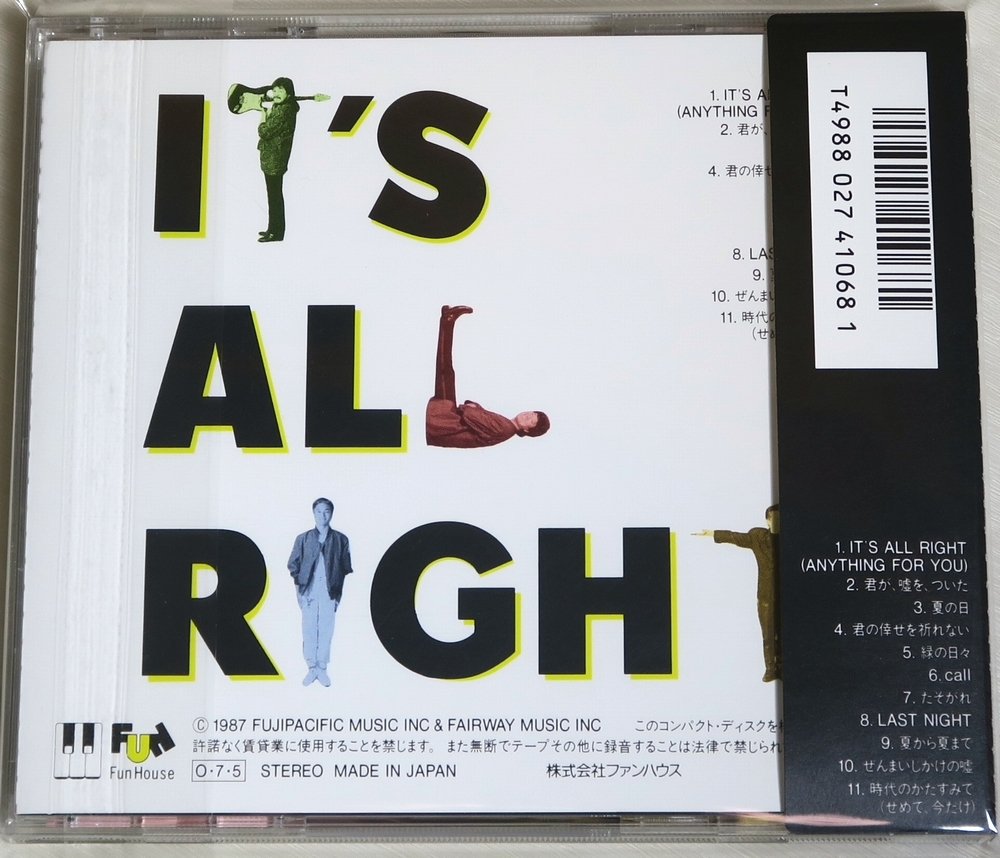 IT'S
ALL
RIGHT
1. IT'S A
(ANYTHING F
2. 君が、
4. 君の倖せ
8. LAS
9.
10. ぜんまい
11. 時代の
(せめ
T4988 027 41068 1
1. IT'S ALL RIGHT
(ANYTHING FOR YOU)
2. 君が、嘘を、ついた
3. 夏の日
4. 君の倖せを祈れない
5. 緑の日々
6. call
7. たそがれ
8. LAST NIGHT
9. 夏から夏まで
10. ぜんまいじかけの嘘
11. 時代のかたすみで
(せめて、今だけ)
Fun
Fun House
© 1987 FUJIPACIFIC MUSIC INC & FAIRWAY MUSIC INC このコンパクト・ディスクを
許諾なく賃貸業に使用することを禁じます。また無断でテープその他に録音することは法律で禁じられ
O・7・5 STEREO MADE IN JAPAN 株式会社ファンハウス